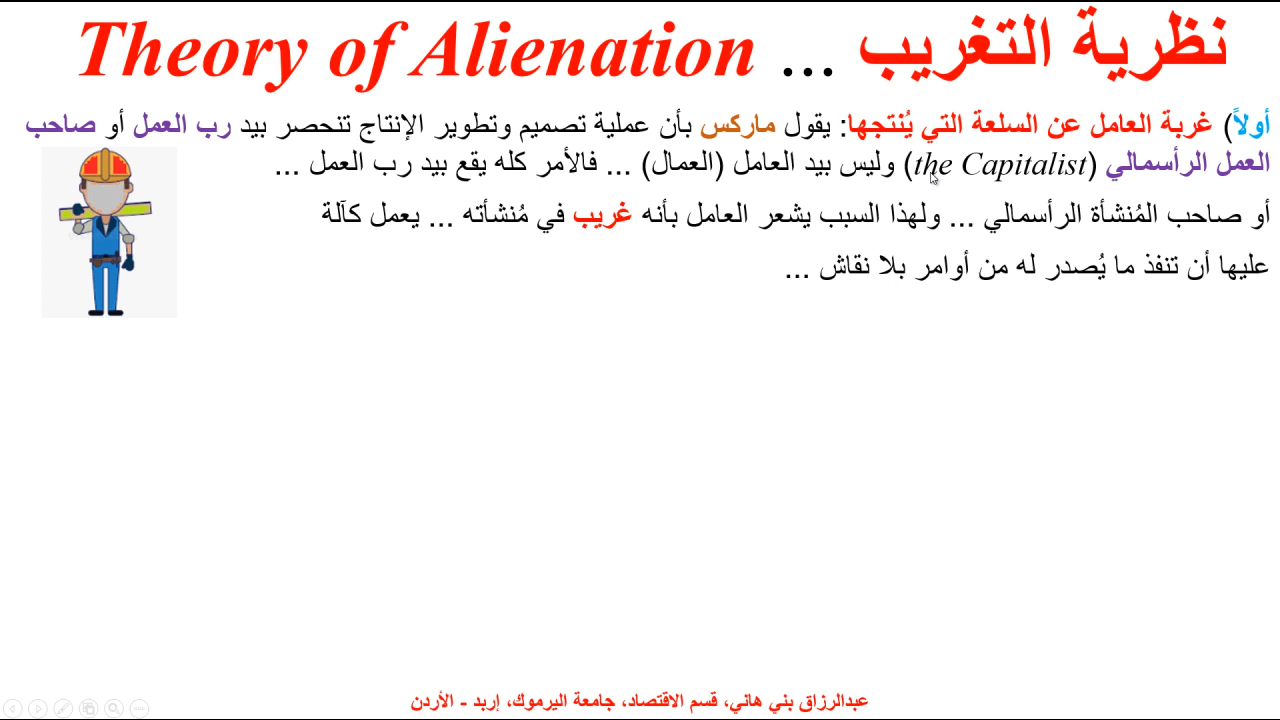 نظرية التغريب ... Theory of Alienation
أولاً) غربة العامل عن السلعة التي يُنتجها: يقول ماركس بأن عملية تصميم وتطوير الإنتاج تنحصر بيد رب العمل أو صاحب
العمل الرأسمالي (the Capitalist) وليس بيد العامل (العمال) ... فالأمر كله يقع بيد رب العمل ...
أو صاحب المُنشأة الرأسمالي ... ولهذا السبب يشعر العامل بأنه غريب في مُنشأته ... يعمل كآلة
عليها أن تنفذ ما يُصدر له من أوامر بلا نقاش ...
عبدالرزاق بني هاني، قسم الاقتصاد، جامعة اليرموك، إربد - الأردن